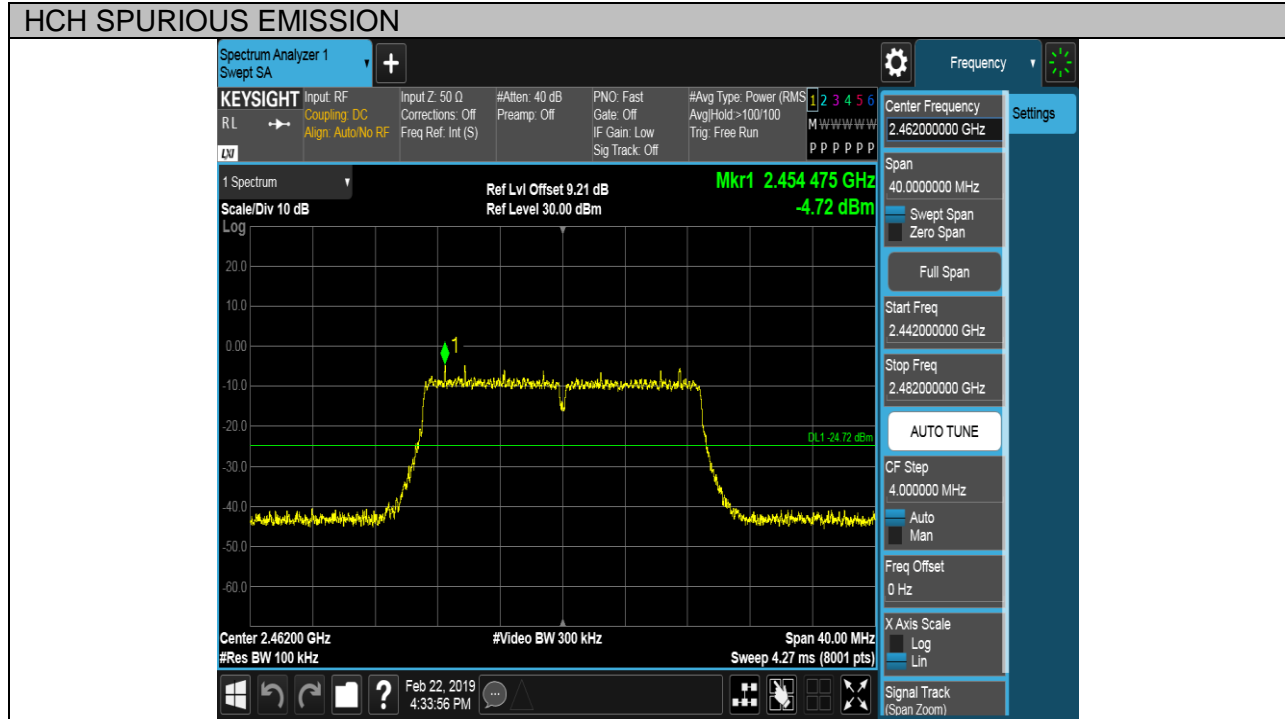 HCH SPURIOUS EMISSION
Spectrum Analyzer 1
Swept SA
+
Frequency
KEYSIGHT
RL
LXI
Input: RF
Coupling: DC
Align: Auto/No RF
Input Z: 50 Ω
Corrections: Off
Freq Ref: Int (S)
#Atten: 40 dB
Preamp: Off
PNO: Fast
Gate: Off
IF Gain: Low
Sig Track: Off
#Avg Type: Power (RMS
Avg|Hold:>100/100
Trig: Free Run
1 2 3 4 5 6
M W W W W W
P P P P P P
1 Spectrum
Scale/Div 10 dB
Log
Ref Lvl Offset 9.21 dB
Ref Level 30.00 dBm
Mkr1 2.454 475 GHz
-4.72 dBm
20.0
10.0
0.00
-10.0
-20.0
-30.0
-40.0
-50.0
-60.0
1
DL1 -24.72 dBm
Center 2.46200 GHz
#Res BW 100 kHz
#Video BW 300 kHz
Span 40.00 MHz
Sweep 4.27 ms (8001 pts)
Center Frequency
2.462000000 GHz
Settings
Span
40.0000000 MHz
Swept Span
Zero Span
Full Span
Start Freq
2.442000000 GHz
Stop Freq
2.482000000 GHz
AUTO TUNE
CF Step
4.000000 MHz
Auto
Man
Freq Offset
0 Hz
X Axis Scale
Log
Lin
Signal Track
(Span Zoom)
?
Feb 22, 2019
4:33:56 PM